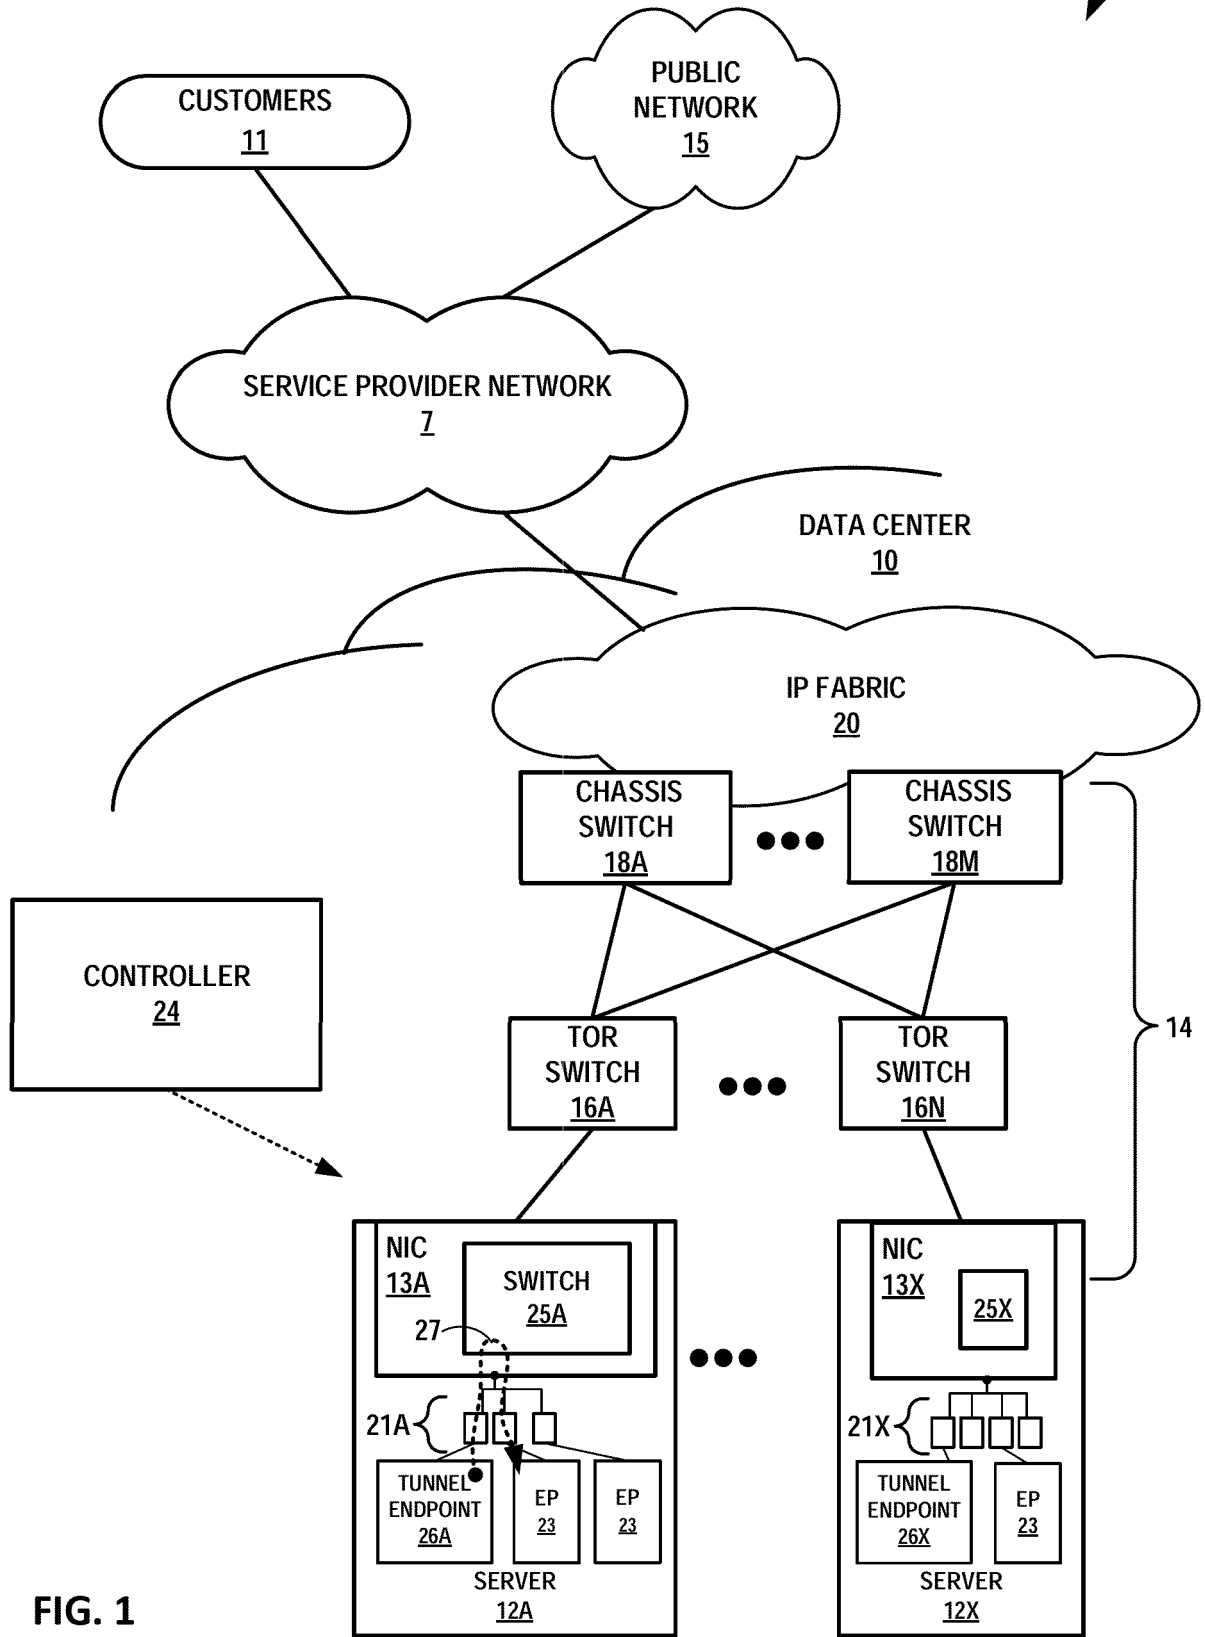 CUSTOMERS
11
PUBLIC
NETWORK
15
SERVICE PROVIDER NETWORK
7
DATA CENTER
10
IP FABRIC
20
CHASSIS
SWITCH
18A
CHASSIS
SWITCH
18M
CONTROLLER
24
TOR
SWITCH
16A
TOR
SWITCH
16N
14
NIC
13A
SWITCH
25A
27
21A
TUNNEL
ENDPOINT
26A
EP
23
EP
23
SERVER
12A
NIC
13X
25X
21X
TUNNEL
ENDPOINT
26X
EP
23
SERVER
12X
FIG. 1